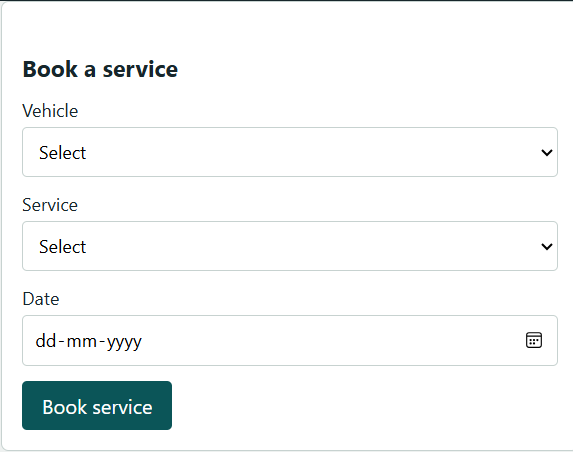 Book a service
Vehicle
Select
Service
Select
Date
dd-mm-yyyy
Book service